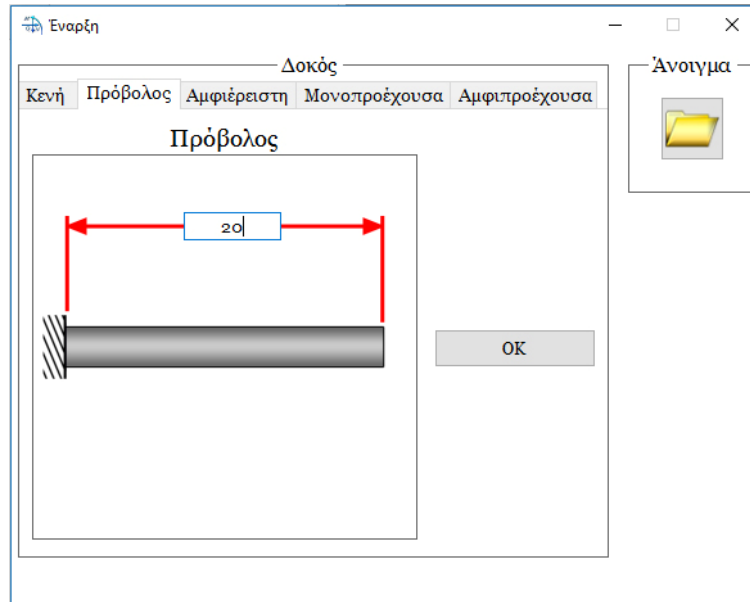 Έναρξη
Δοκός
Άνοιγμα
Κενή Πρόβολος Αμφιέρειστη Μονοπροέχουσα Αμφιπροέχουσα
Πρόβολος
20
OK